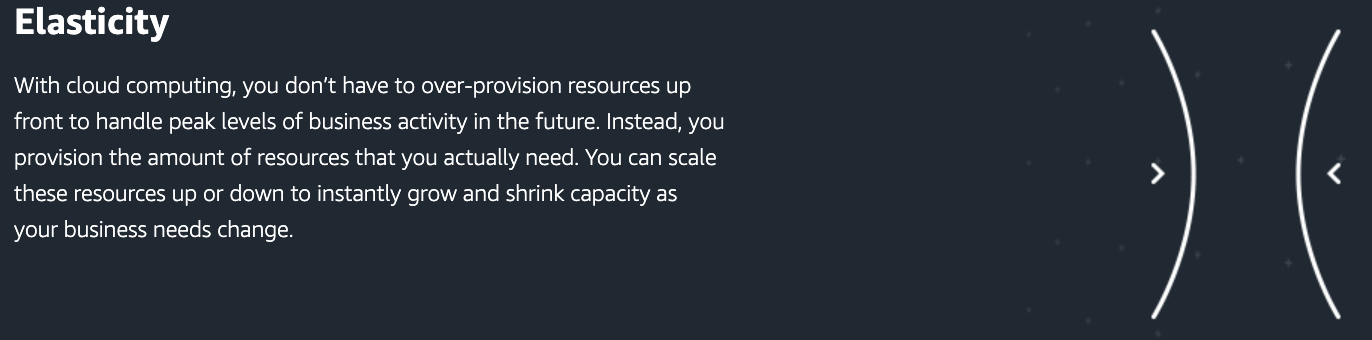 Elasticity
With cloud computing, you don’t have to over-provision resources up
front to handle peak levels of business activity in the future. Instead, you
provision the amount of resources that you actually need. You can scale
these resources up or down to instantly grow and shrink capacity as
your business needs change.